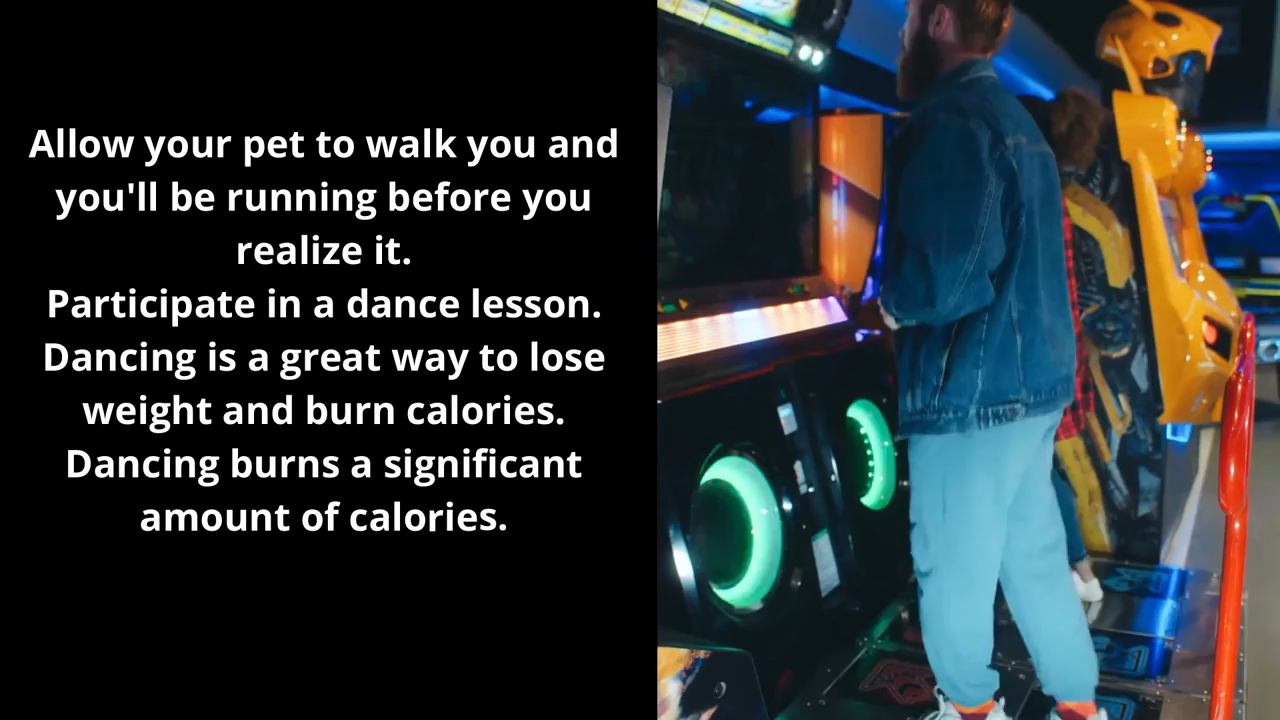 Allow your pet to walk you and
you'll be running before you
realize it.
Participate in a dance lesson.
Dancing is a great way to lose
weight and burn calories.
Dancing burns a significant
amount of calories.